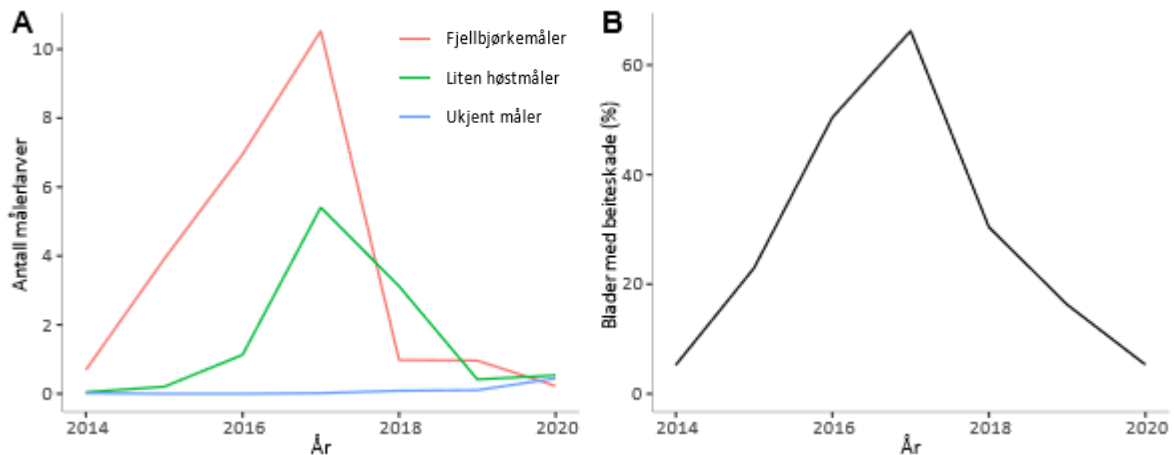 A
Antall målerlarver
10
8
6
4
2
0
2014
2016
2018
2020
År
Fjellbjørkemåler
Liten høstmåler
Ukjent måler
B
Blader med beiteskade (%)
60
40
20
0
2014
2016
2018
2020
År